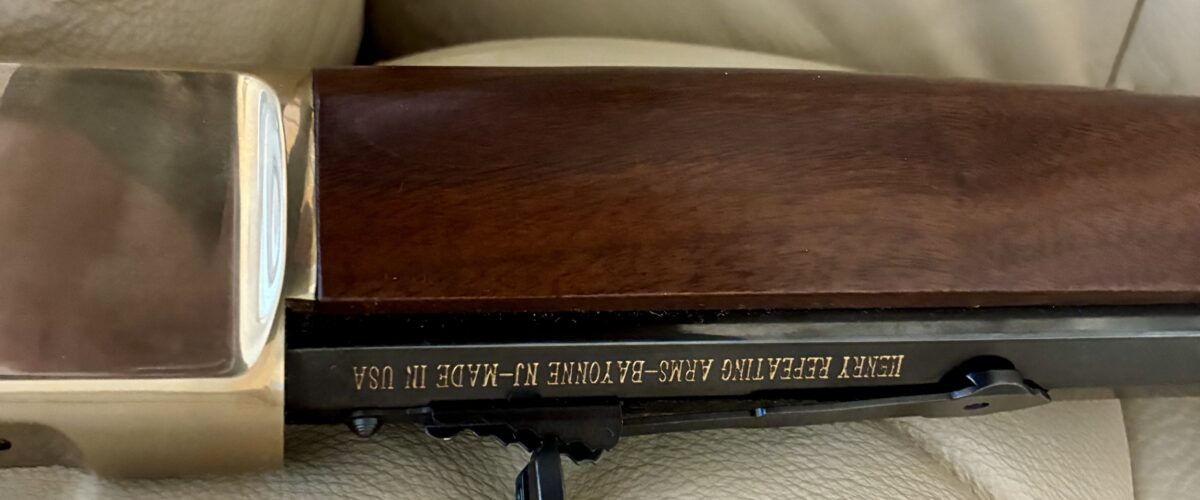 HENRY REPEATING ARMS–BAYONNE NJ–MADE IN USA